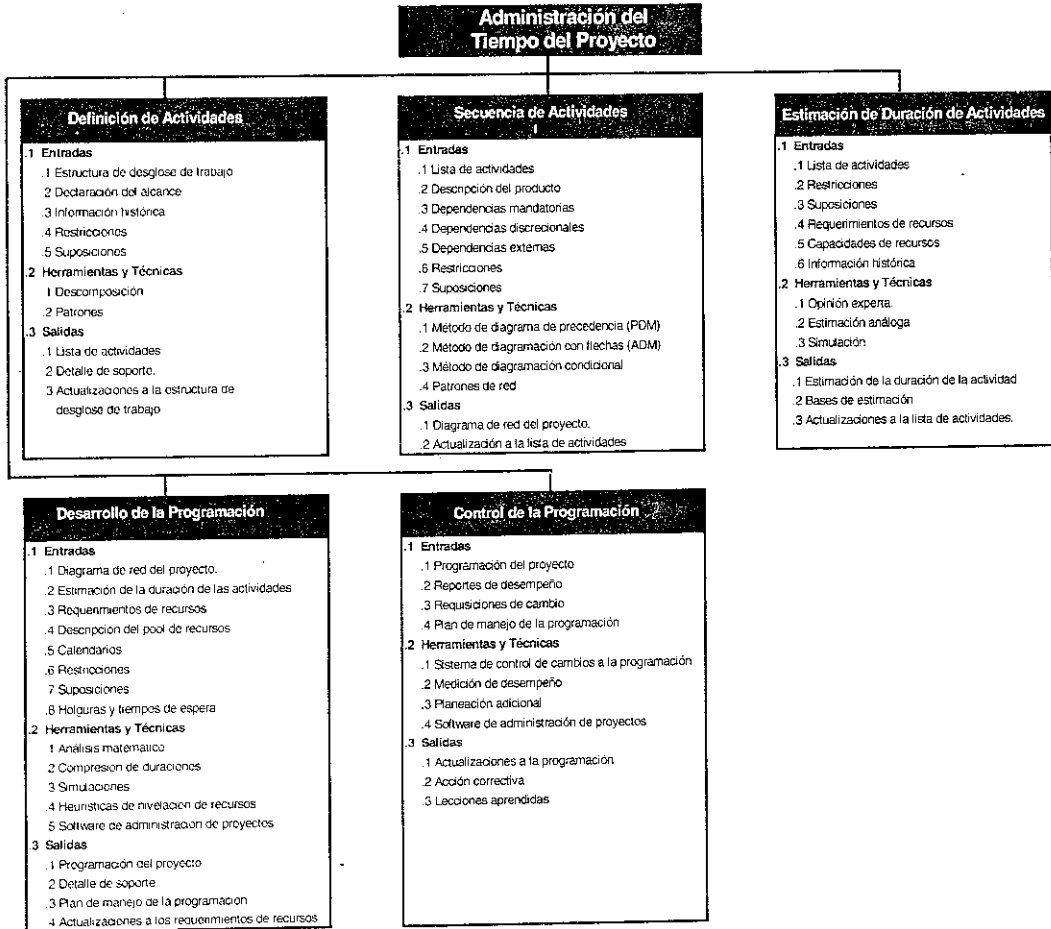 Administración del
Tiempo del Proyecto
Definición de Actividades
.1 Entradas
.1 Estructura de desglose de trabajo
2 Declaración del alcance
.3 Información histórica
.4 Restricciones
.5 Suposiciones
.2 Herramientas y Técnicas
1 Descomposición
.2 Patrones
.3 Salidas
.1 Lista de actividades
2 Detalle de soporte.
3 Actualizaciones a la estructura de
desglose de trabajo
Secuencia de Actividades
.1 Entradas
.1 Lista de actividades
.2 Descripción del producto
.3 Dependencias mandatorias
.4 Dependencias discrecionales
.5 Dependencias externas
.6 Restricciones
.7 Suposiciones
.2 Herramientas y Técnicas
.1 Método de diagrama de precedencia (PDM)
.2 Método de diagramación con flechas (ADM)
.3 Método de diagramación condicional
.4 Patrones de red
.3 Salidas
.1 Diagrama de red del proyecto.
.2 Actualización a la lista de actividades
Estimación de Duración de Actividades
.1 Entradas
.1 Lista de actividades
.2 Restricciones
.3 Suposiciones
.4 Requerimientos de recursos
.5 Capacidades de recursos
.6 Información histórica
.2 Herramientas y Técnicas
.1 Opinión experta.
.2 Estimación análoga
.3 Simulación
.3 Salidas
.1 Estimación de la duración de la actividad
.2 Bases de estimación
.3 Actualizaciones a la lista de actividades.
Desarrollo de la Programación
.1 Entradas
.1 Diagrama de red del proyecto.
.2 Estimación de la duración de las actividades
.3 Requerimientos de recursos
.4 Descripción del pool de recursos
.5 Calendarios
.6 Restricciones
7 Suposiciones
.8 Holguras y tiempos de espera
.2 Herramientas y Técnicas
1 Análisis matemático
2 Compresion de duraciones
3 Simulaciones
.4 Heurísticas de nivelacion de recursos
5 Software de administracion de proyectos
.3 Salidas
.1 Programación del proyecto
2 Detalle de soporte
.3 Plan de manejo de la programacion
4 Actualizaciones a los requerimientos de recursos
Control de la Programación
.1 Entradas
.1 Programación del proyecto
.2 Reportes de desempeño
.3 Requisiciones de cambio
.4 Plan de manejo de la programación
.2 Herramientas y Técnicas
.1 Sistema de control de cambios a la programación
.2 Medición de desempeño
.3 Planeación adicional
.4 Software de administración de proyectos
.3 Salidas
.1 Actualizaciones a la programación
.2 Acción correctiva
.3 Lecciones aprendidas